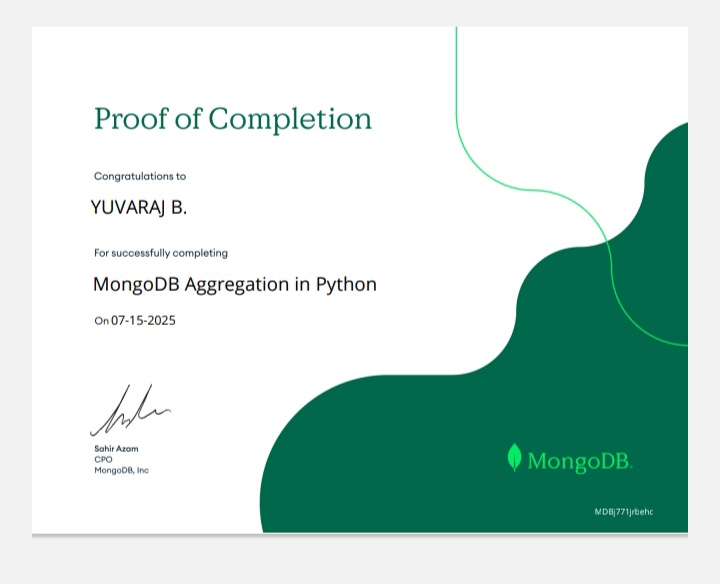 Proof of Completion
Congratulations to
YUVARAJ B.
For successfully completing
MongoDB Aggregation in Python
On 07-15-2025
Sahir Azam
CPO
MongoDB, Inc
MongoDB.
MDBj771jrbehc